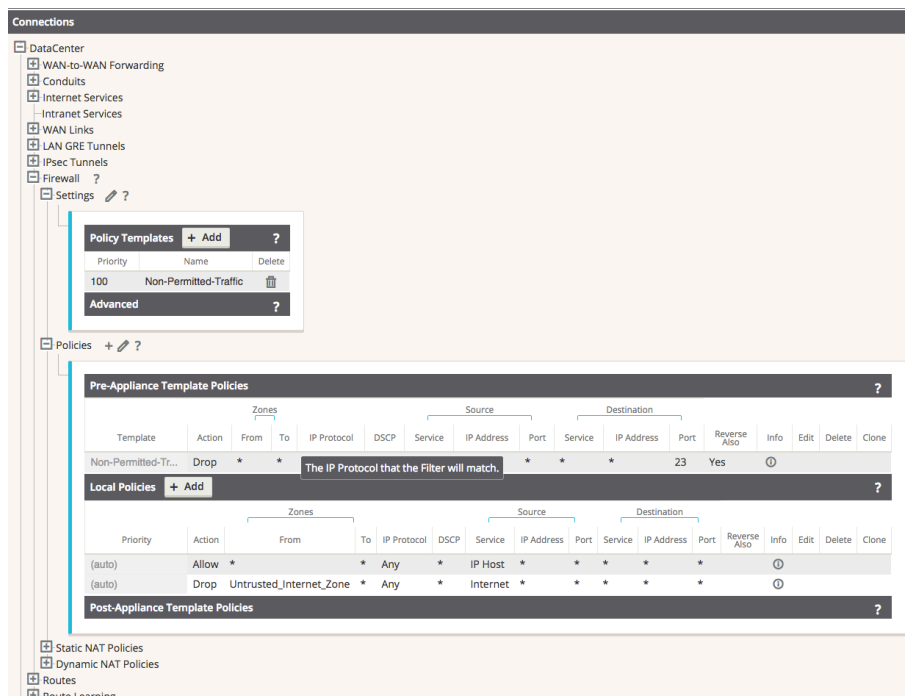 Connections
DataCenter
WAN-to-WAN Forwarding
Conduits
Internet Services
Intranet Services
WAN Links
LAN GRE Tunnels
IPsec Tunnels
Firewall ?
Settings ?
Policy Templates + Add ?
Priority Name Delete
100 Non-Permitted-Traffic
Advanced ?
Policies + ?
Pre-Appliance Template Policies ?
Zones Source Destination
Template Action From To IP Protocol DSCP Service IP Address Port Service IP Address Port Reverse Also Info Edit Delete Clone
Non-Permitted-Tr... Drop * * The IP Protocol that the Filter will match. * * * 23 Yes
Local Policies + Add ?
Zones Source Destination
Priority Action From To IP Protocol DSCP Service IP Address Port Service IP Address Port Reverse Also Info Edit Delete Clone
(auto) Allow * * Any * IP Host * * * * *
(auto) Drop Untrusted_Internet_Zone * Any * Internet * * * * *
Post-Appliance Template Policies ?
Static NAT Policies
Dynamic NAT Policies
Routes
Route Learning